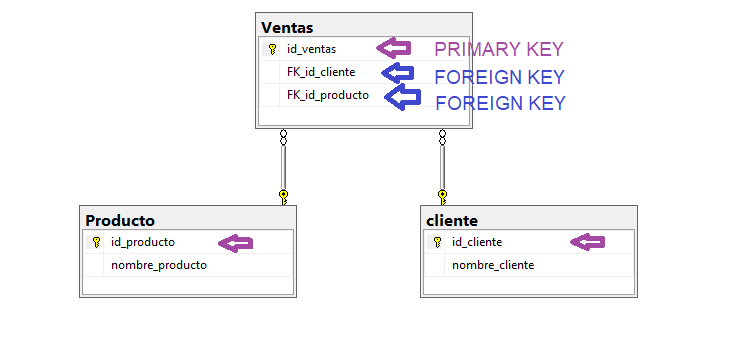 Ventas
id_ventas
PRIMARY KEY
FK_id_cliente
FOREIGN KEY
FK_id_producto
FOREIGN KEY
Producto
id_producto
nombre_producto
cliente
id_cliente
nombre_cliente